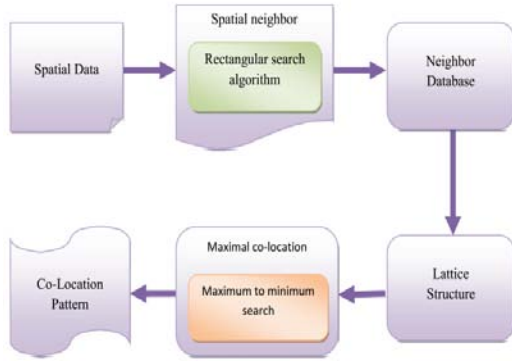 Spatial Data
Spatial neighbor
Rectangular search
algorithm
Neighbor
Database
Lattice
Structure
Maximal co-location
Maximum to minimum
search
Co-Location
Pattern